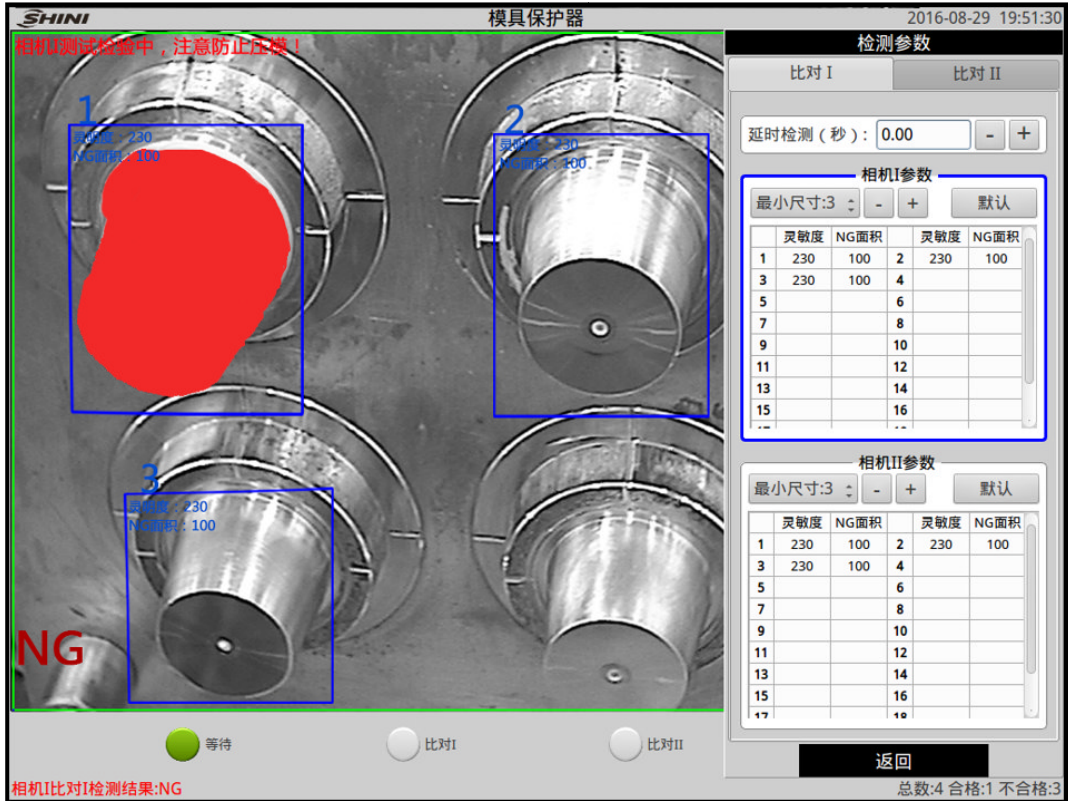 SHINI
模具保护器
2016-08-29 19:51:30
相机I测试检验中，注意防止压模！
1
灵明度：230
NG面积：100
2
灵明度：230
NG面积：100
3
灵明度：230
NG面积：100
NG
检测参数
比对 I
比对 II
延时检测（秒）： 0.00 - +
相机I参数
最小尺寸:3 - + 默认
灵敏度 NG面积 灵敏度 NG面积
1 230 100 2 230 100
3 230 100 4
5 6
7 8
9 10
11 12
13 14
15 16
相机II参数
最小尺寸:3 - + 默认
灵敏度 NG面积 灵敏度 NG面积
1 230 100 2 230 100
3 230 100 4
5 6
7 8
9 10
11 12
13 14
15 16
17 18
等待
比对I
比对II
返回
相机I比对I检测结果:NG
总数:4 合格:1 不合格:3